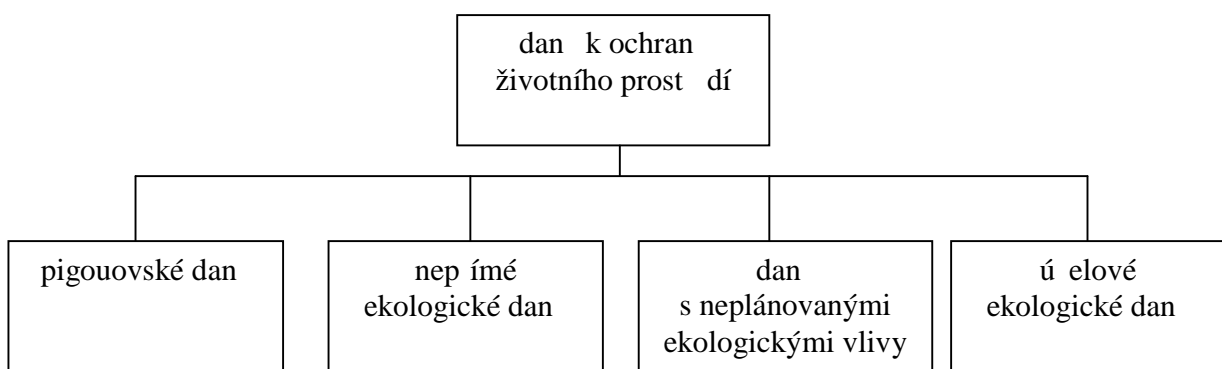 dan k ochran
životního prost dí
pigouovské dan
nep ímé
ekologické dan
dan
s neplánovanými
ekologickými vlivy
ú elové
ekologické dan